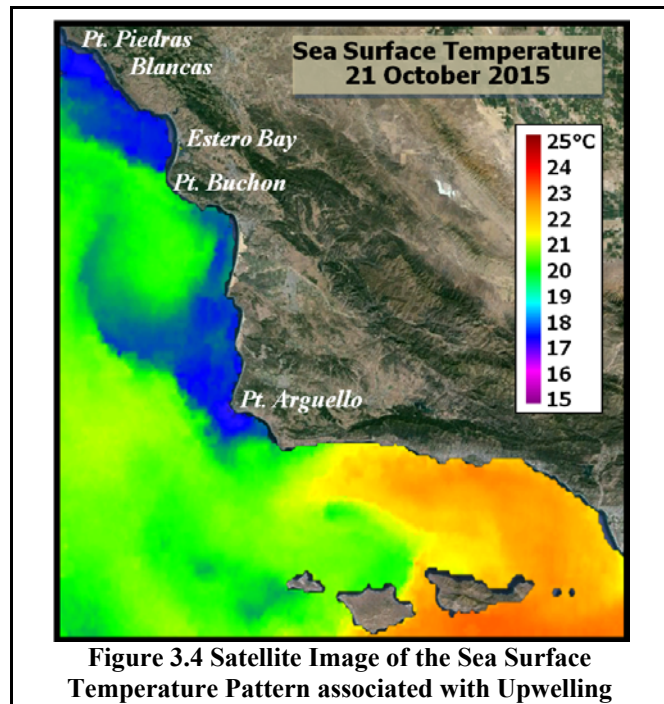 Pt. Piedras
Blancas
Sea Surface Temperature
21 October 2015
Estero Bay
Pt. Buchon
Pt. Arguello
25°C
24
23
22
21
20
19
18
17
16
15
Figure 3.4 Satellite Image of the Sea Surface
Temperature Pattern associated with Upwelling